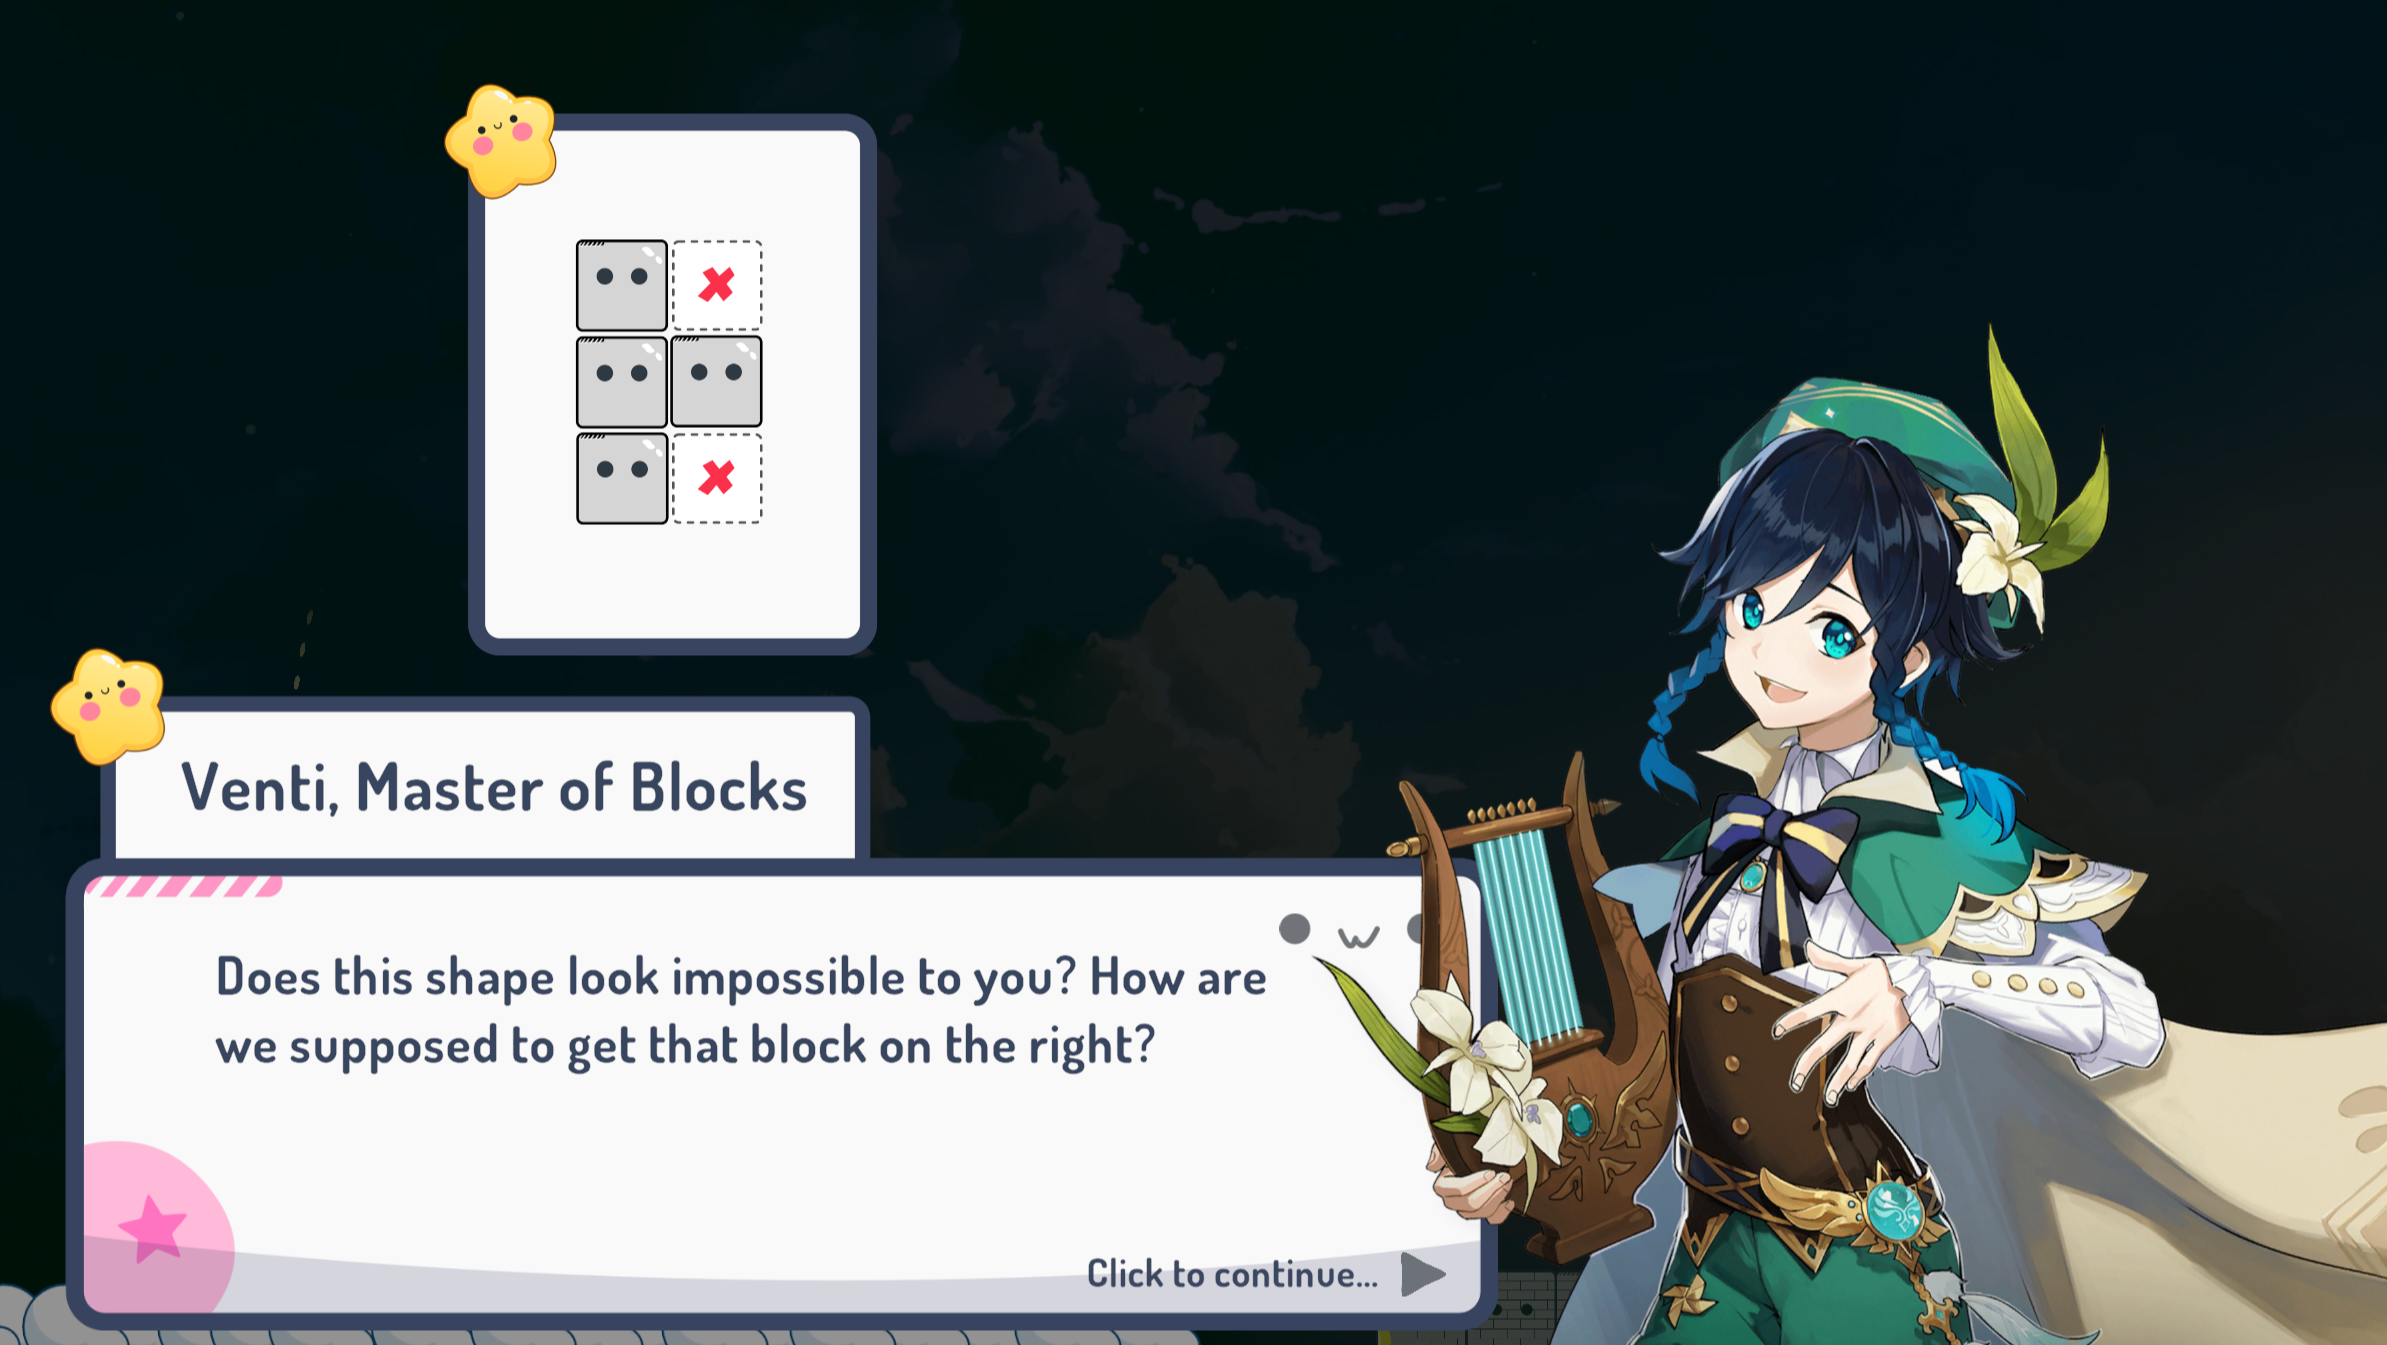 Venti, Master of Blocks
Does this shape look impossible to you? How are
we supposed to get that block on the right?
Click to continue...